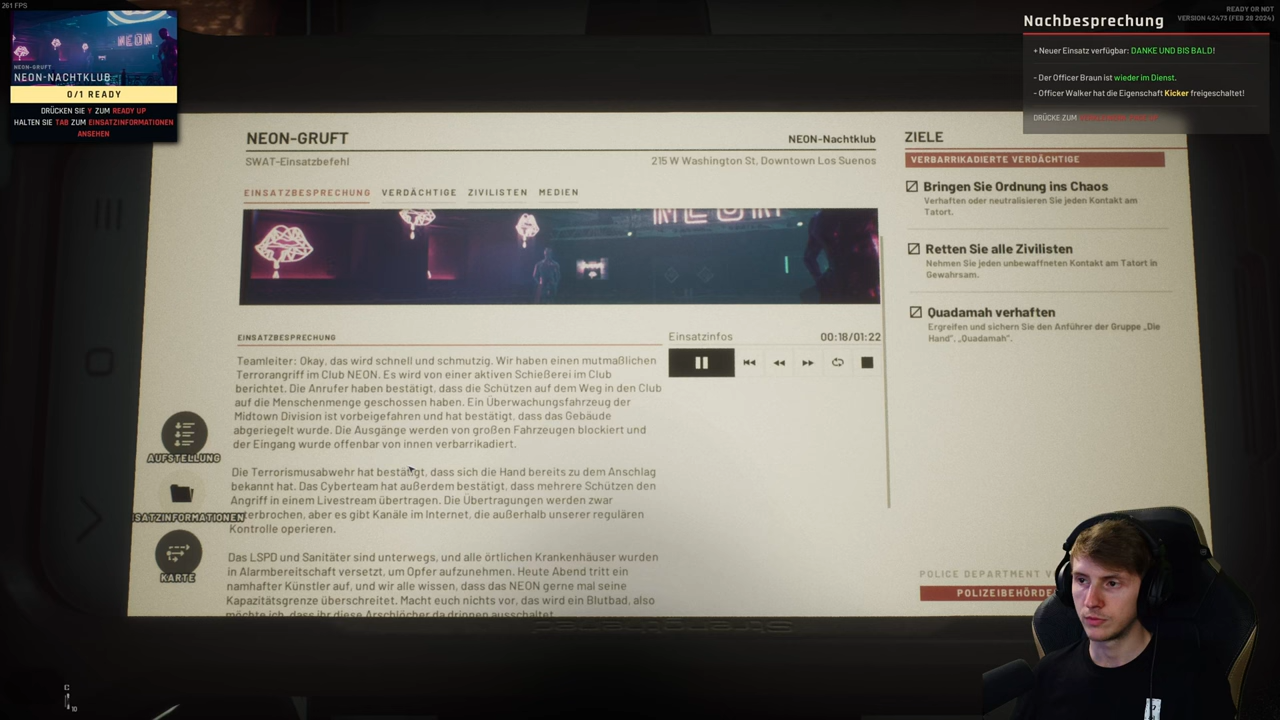 261 FPS
NEON
NEON-GRUFT
NEON-NACHTKLUB
0/1 READY
DRÜCKEN SIE Y ZUM READY UP
HALTEN SIE TAB ZUM EINSATZINFORMATIONEN
ANSEHEN
READY OR NOT
VERSION 42473 (FEB 28 2024)
Nachbesprechung
+ Neuer Einsatz verfügbar: DANKE UND BIS BALD!
- Der Officer Braun ist wieder im Dienst.
- Officer Walker hat die Eigenschaft Kicker freigeschaltet!
DRÜCKE ZUM
NEON-GRUFT
NEON-Nachtklub
SWAT-Einsatzbefehl
215 W Washington St, Downtown Los Suenos
EINSATZBESPRECHUNG VERDÄCHTIGE ZIVILISTEN MEDIEN
NEON
EINSATZBESPRECHUNG
Einsatzinfos 00:18/01:22
Teamleiter: Okay, das wird schnell und schmutzig. Wir haben einen mutmaßlichen
Terrorangriff im Club NEON. Es wird von einer aktiven Schießerei im Club
berichtet. Die Anrufer haben bestätigt, dass die Schützen auf dem Weg in den Club
auf die Menschenmenge geschossen haben. Ein Überwachungsfahrzeug der
Midtown Division ist vorbeigefahren und hat bestätigt, dass das Gebäude
abgeriegelt wurde. Die Ausgänge werden von großen Fahrzeugen blockiert und
der Eingang wurde offenbar von innen verbarrikadiert.
Die Terrorismusabwehr hat bestätigt, dass sich die Hand bereits zu dem Anschlag
bekannt hat. Das Cyberteam hat außerdem bestätigt, dass mehrere Schützen den
Angriff in einem Livestream übertragen. Die Übertragungen werden zwar
unterbrochen, aber es gibt Kanäle im Internet, die außerhalb unserer regulären
Kontrolle operieren.
Das LSPD und Sanitäter sind unterwegs, und alle örtlichen Krankenhäuser wurden
in Alarmbereitschaft versetzt, um Opfer aufzunehmen. Heute Abend tritt ein
namhafter Künstler auf, und wir alle wissen, dass das NEON gerne mal seine
Kapazitätsgrenze überschreitet. Macht euch nichts vor, das wird ein Blutbad, also
möchte ich, dass ihr diese Arschlöcher da drinnen ausschaltet.
AUFSTELLUNG
SATZINFORMATIONEN
KARTE
ZIELE
VERBARRIKADIERTE VERDÄCHTIGE
Bringen Sie Ordnung ins Chaos
Verhaften oder neutralisieren Sie jeden Kontakt am
Tatort.
Retten Sie alle Zivilisten
Nehmen Sie jeden unbewaffneten Kontakt am Tatort in
Gewahrsam.
Quadamah verhaften
Ergreifen und sichern Sie den Anführer der Gruppe „Die
Hand“, „Quadamah“.
POLICE DEPARTMENT
POLIZEIBEHÖRDE
10